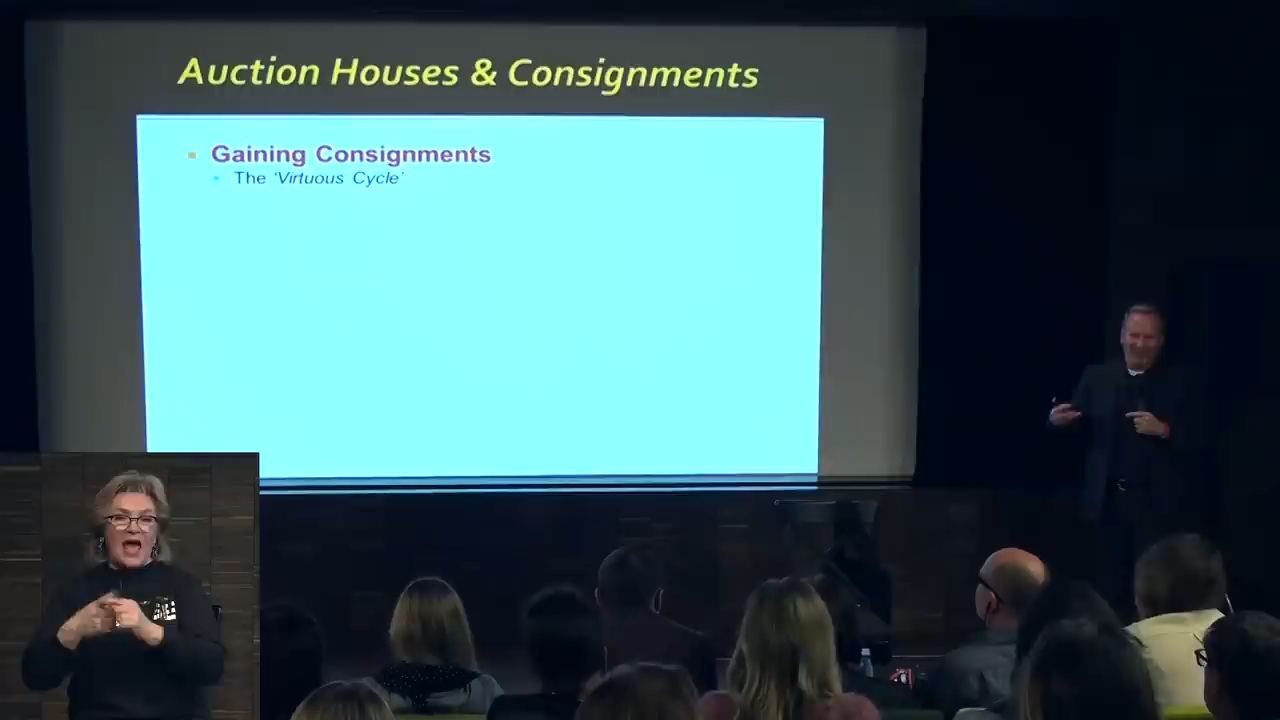 Auction Houses & Consignments
Gaining Consignments
The ‘Virtuous Cycle’